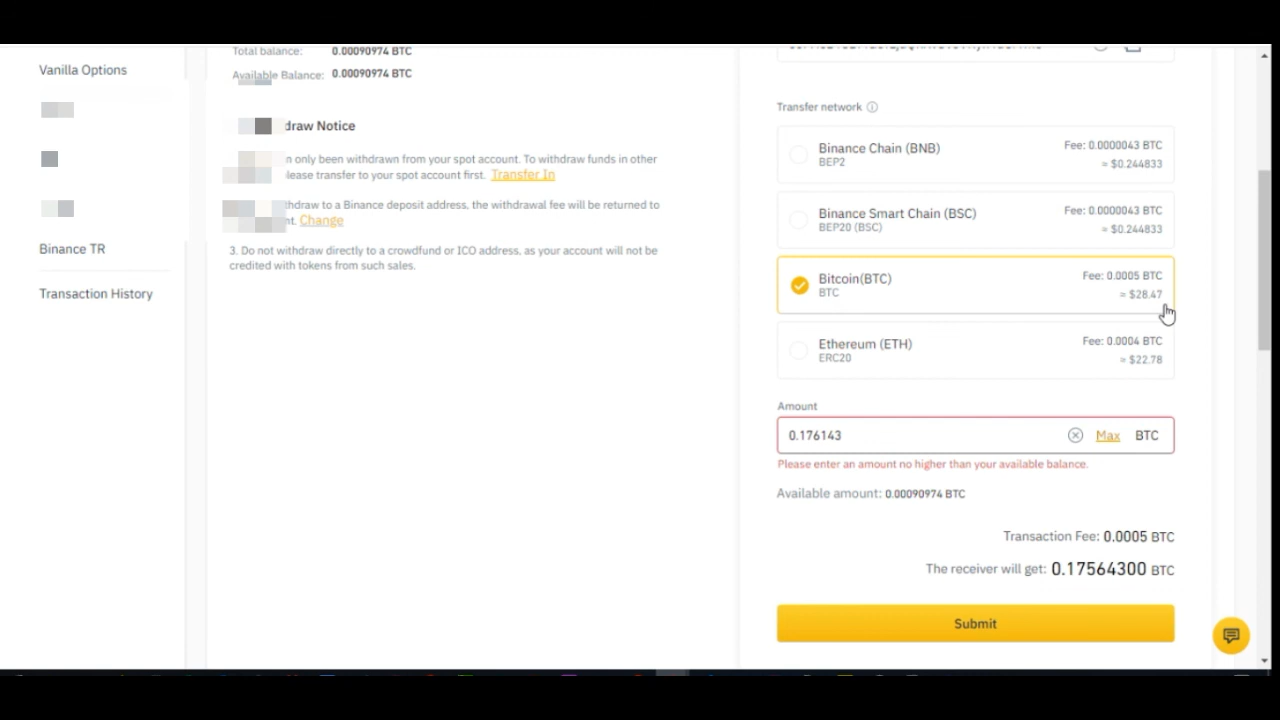 Vanilla Options
Binance TR
Transaction History
Total balance: 0.00090974 BTC
Available Balance: 0.00090974 BTC
draw Notice
n only been withdrawn from your spot account. To withdraw funds in other
lease transfer to your spot account first. Transfer In
hdraw to a Binance deposit address, the withdrawal fee will be returned to
nt. Change
3. Do not withdraw directly to a crowdfund or ICO address, as your account will not be
credited with tokens from such sales.
Transfer network
Binance Chain (BNB)
BEP2
Fee: 0.0000043 BTC
≈ $0.244833
Binance Smart Chain (BSC)
BEP20 (BSC)
Fee: 0.0000043 BTC
≈ $0.244833
Bitcoin(BTC)
BTC
Fee: 0.0005 BTC
≈ $28.47
Ethereum (ETH)
ERC20
Fee: 0.0004 BTC
≈ $22.78
Amount
0.176143 Max BTC
Please enter an amount no higher than your available balance.
Available amount: 0.00090974 BTC
Transaction Fee: 0.0005 BTC
The receiver will get: 0.17564300 BTC
Submit